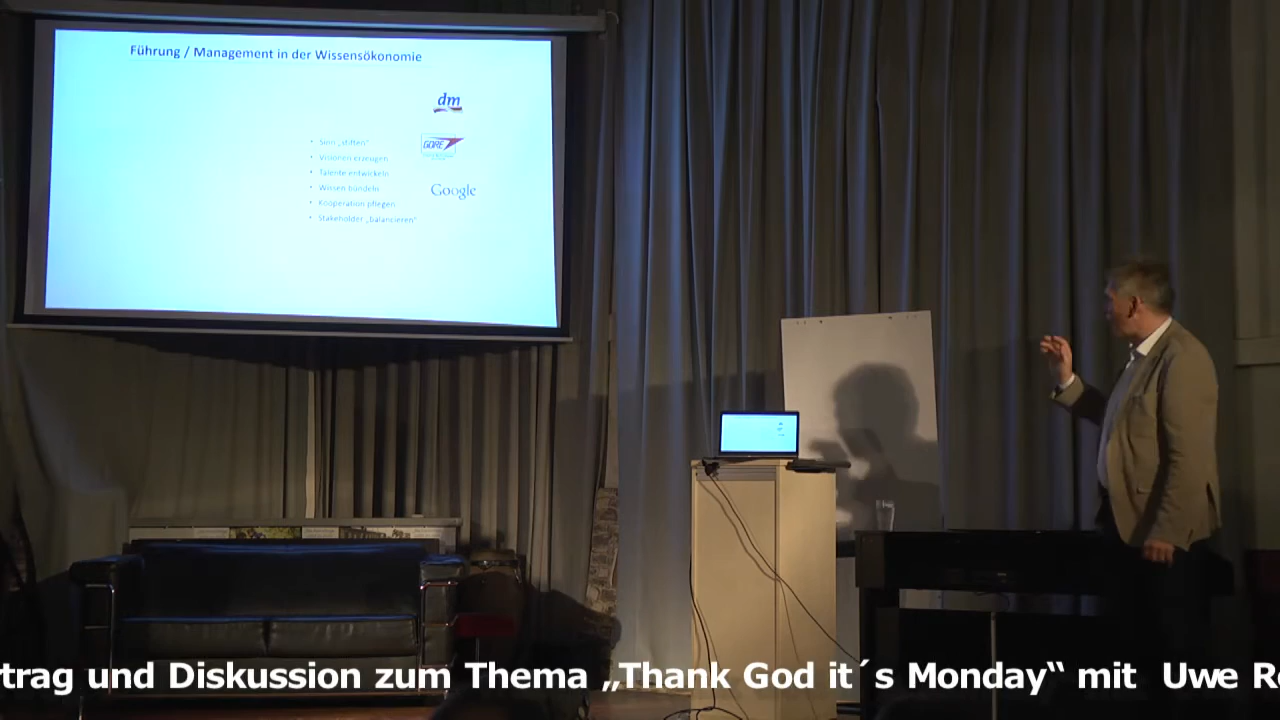 Führung / Management in der Wissensökonomie
dm
• Sinn „stiften"
GORE
• Visionen erzeugen
• Talente entwickeln
• Wissen bündeln
Google
• Kooperation pflegen
• Stakeholder „balancieren"
trag und Diskussion zum Thema „Thank God it´s Monday“ mit Uwe